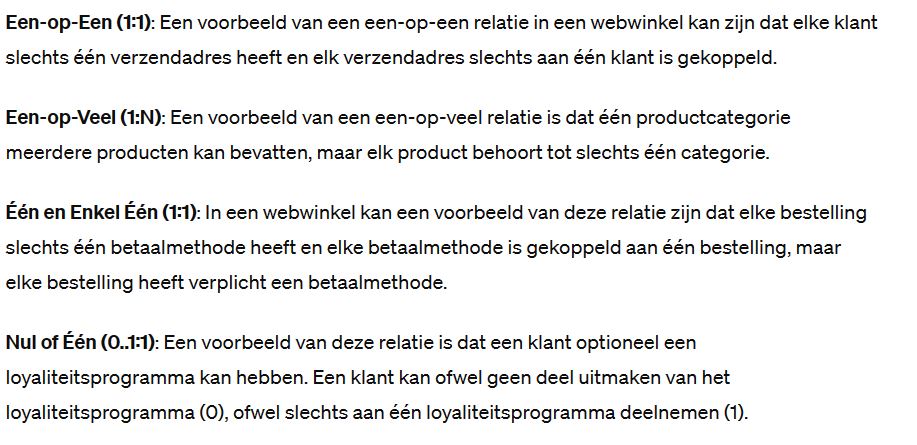 Een-op-Een (1:1): Een voorbeeld van een een-op-een relatie in een webwinkel kan zijn dat elke klant
slechts één verzendadres heeft en elk verzendadres slechts aan één klant is gekoppeld.
Een-op-Veel (1:N): Een voorbeeld van een een-op-veel relatie is dat één productcategorie
meerdere producten kan bevatten, maar elk product behoort tot slechts één categorie.
Één en Enkel Één (1:1): In een webwinkel kan een voorbeeld van deze relatie zijn dat elke bestelling
slechts één betaalmethode heeft en elke betaalmethode is gekoppeld aan één bestelling, maar
elke bestelling heeft verplicht een betaalmethode.
Nul of Één (0..1:1): Een voorbeeld van deze relatie is dat een klant optioneel een
loyaliteitsprogramma kan hebben. Een klant kan ofwel geen deel uitmaken van het
loyaliteitsprogramma (0), ofwel slechts aan één loyaliteitsprogramma deelnemen (1).